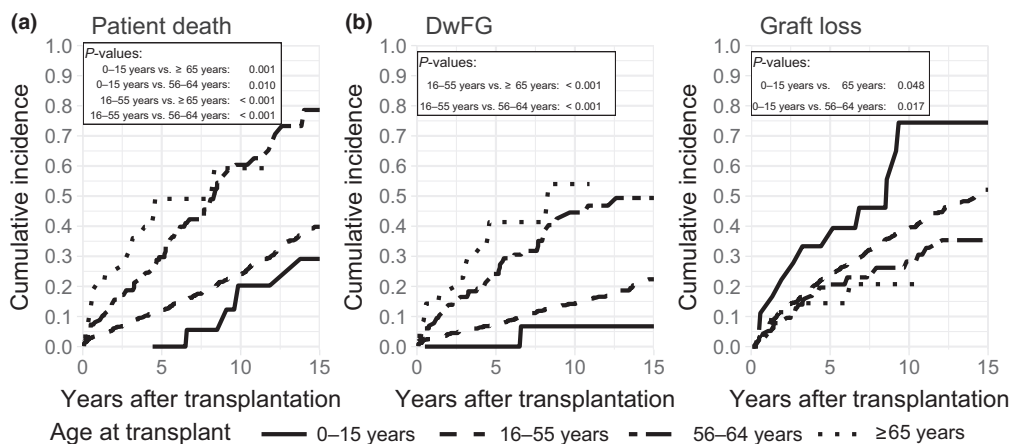 (a) Patient death
Cumulative incidence
1.0
0.9
0.8
0.7
0.6
0.5
0.4
0.3
0.2
0.1
0.0
P-values:
0–15 years vs. ≥ 65 years: 0.001
0–15 years vs. 56–64 years: 0.010
16–55 years vs. ≥ 65 years: < 0.001
16–55 years vs. 56–64 years: < 0.001
0 5 10 15
Years after transplantation
(b) DwFG
Cumulative incidence
1.0
0.9
0.8
0.7
0.6
0.5
0.4
0.3
0.2
0.1
0.0
P-values:
16–55 years vs. ≥ 65 years: < 0.001
16–55 years vs. 56–64 years: < 0.001
0 5 10 15
Years after transplantation
Graft loss
Cumulative incidence
1.0
0.9
0.8
0.7
0.6
0.5
0.4
0.3
0.2
0.1
0.0
P-values:
0–15 years vs. 65 years: 0.048
0–15 years vs. 56–64 years: 0.017
0 5 10 15
Years after transplantation
Age at transplant 0–15 years 16–55 years 56–64 years ≥65 years